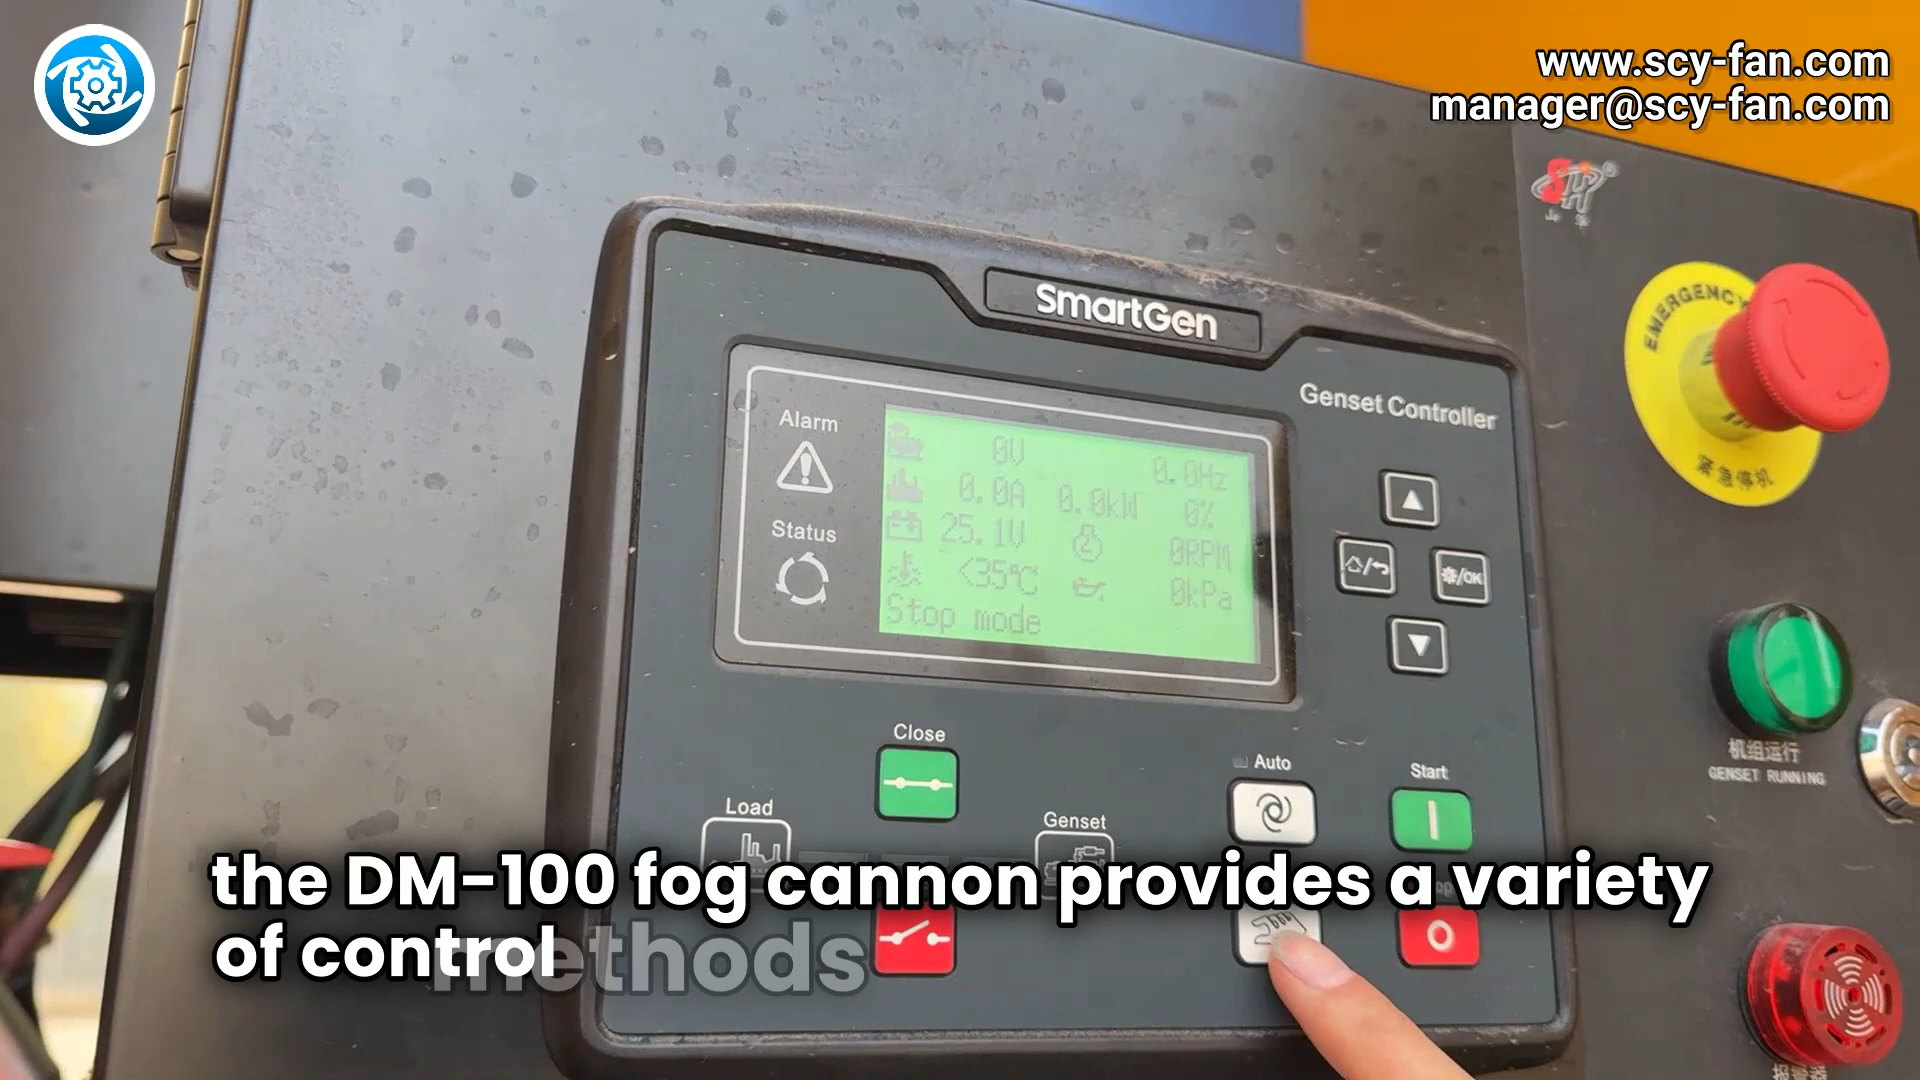 www.scy-fan.com
manager@scy-fan.com
SH
SmartGen
EMERGENCY
Genset Controller
Alarm
0V
0.0Hz
0.0A 0.0kW 0%
Status
25.1V 0RPM
<35℃ 0kPa
Stop mode
OK
紧急停机
Close
Auto
Start
机组运行
GENSET RUNNING
Load
Genset
the DM-100 fog cannon provides a variety
of control methods